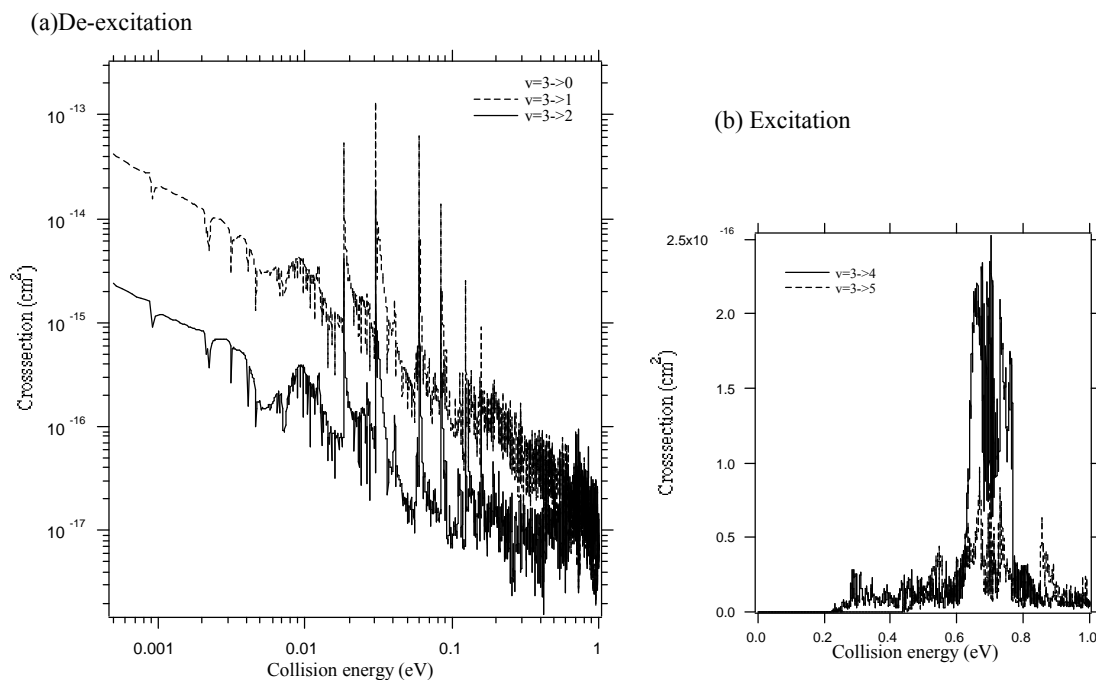 (a)De-excitation
10 -13
10 -14
10 -15
10 -16
10 -17
Crosssection (cm2)
v=3->0
v=3->1
v=3->2
0.001
0.01
0.1
1
Collision energy (eV)
(b) Excitation
2.5x10 -16
2.0
1.5
1.0
0.5
0.0
Crosssection (cm2)
v=3->4
v=3->5
0.0 0.2 0.4 0.6 0.8 1.0
Collision energy (eV)